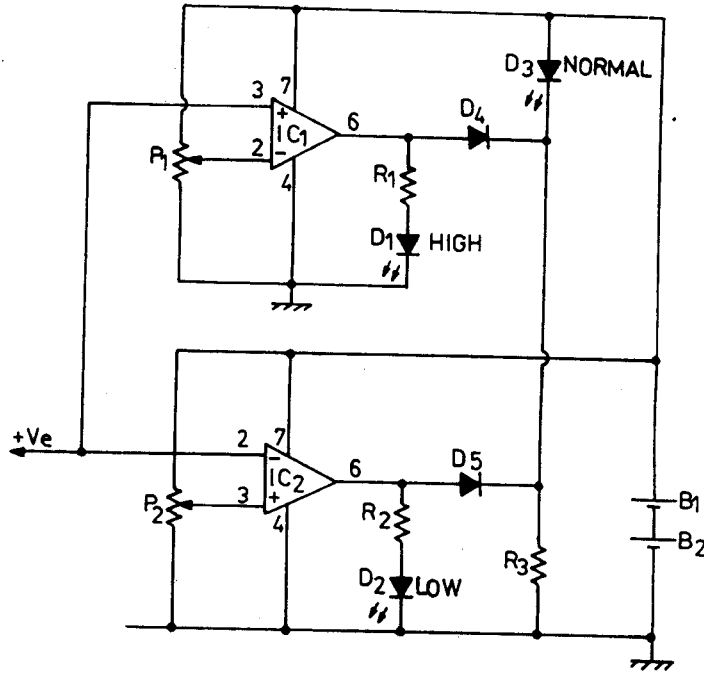 D3 NORMAL
7
3
D4
+
IC1
6
P1
2
-
4
R1
D1 HIGH
+Ve
2
7
-
IC2
6
D5
P2
3
+
4
R2
B1
B2
D2 LOW
R3